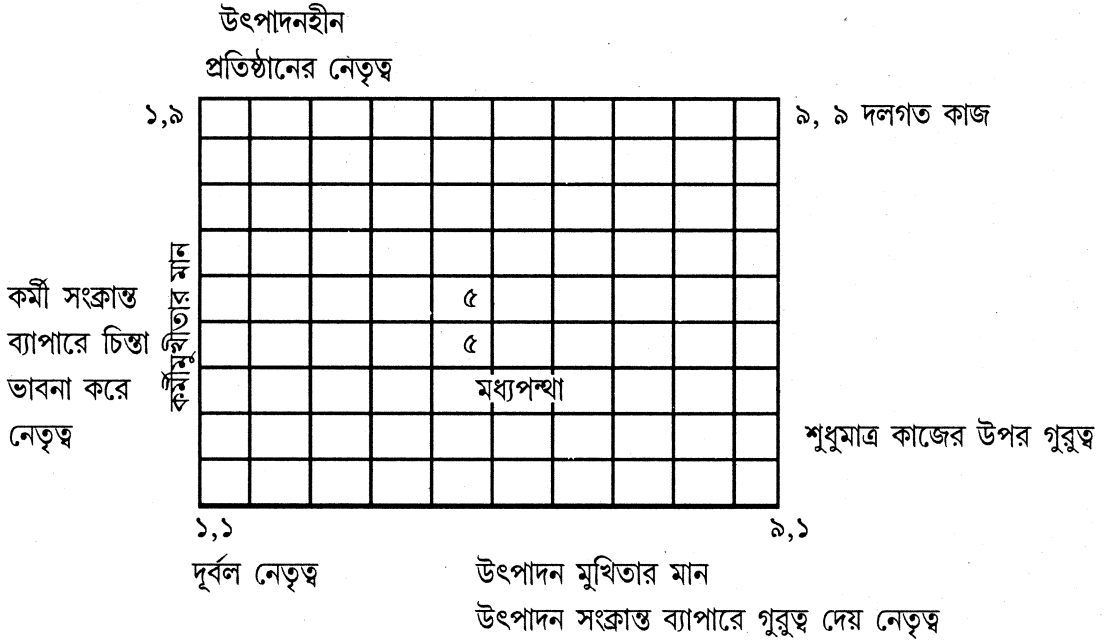 উৎপাদনহীন
প্রতিষ্ঠানের নেতৃত্ব
১,৯
৯, ৯ দলগত কাজ
কর্মীমুখীতার মান
কর্মী সংক্রান্ত
ব্যাপারে চিন্তা
ভাবনা করে
নেতৃত্ব
৫
৫
মধ্যপন্থা
শুধুমাত্র কাজের উপর গুরুত্ব
১,১
৯,১
দূর্বল নেতৃত্ব
উৎপাদন মুখিতার মান
উৎপাদন সংক্রান্ত ব্যাপারে গুরুত্ব দেয় নেতৃত্ব